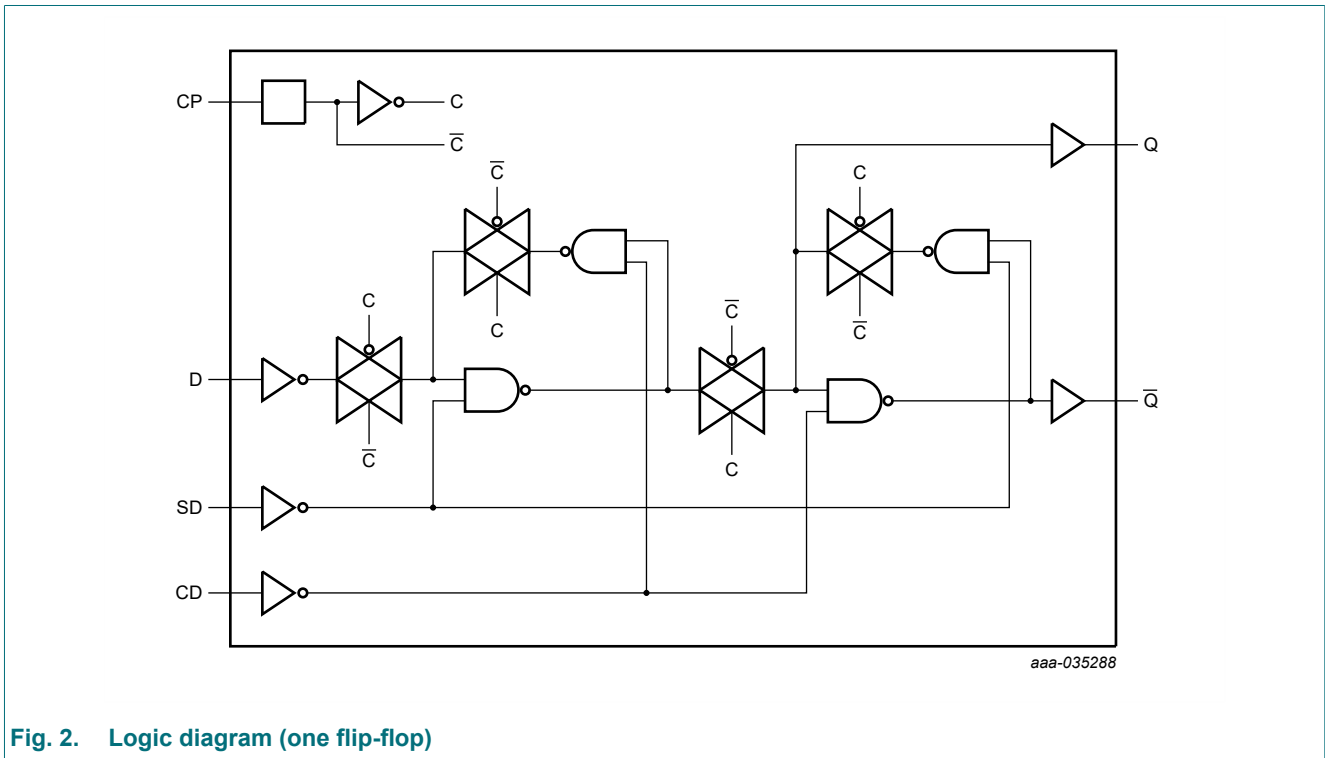 CP
C
C̅
Q
C̅
C
C
C
C̅
C̅
D
C̅
C
Q̅
SD
CD
aaa-035288
Fig. 2. Logic diagram (one flip-flop)